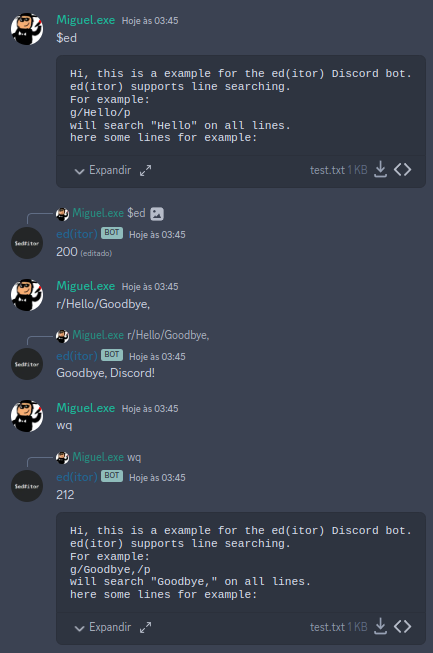 Miguel.exe Hoje às 03:45
$ed
Hi, this is a example for the ed(itor) Discord bot.
ed(itor) supports line searching.
For example:
g/Hello/p
will search "Hello" on all lines.
here some lines for example:
Expandir test.txt 1 KB
Miguel.exe $ed
$ed(itor ed(itor) BOT Hoje às 03:45
200 (editado)
Miguel.exe Hoje às 03:45
r/Hello/Goodbye,
Miguel.exe r/Hello/Goodbye,
$ed(itor ed(itor) BOT Hoje às 03:45
Goodbye, Discord!
Miguel.exe Hoje às 03:45
wq
Miguel.exe wq
$ed(itor ed(itor) BOT Hoje às 03:45
212
Hi, this is a example for the ed(itor) Discord bot.
ed(itor) supports line searching.
For example:
g/Goodbye,/p
will search "Goodbye," on all lines.
here some lines for example:
Expandir test.txt 1 KB